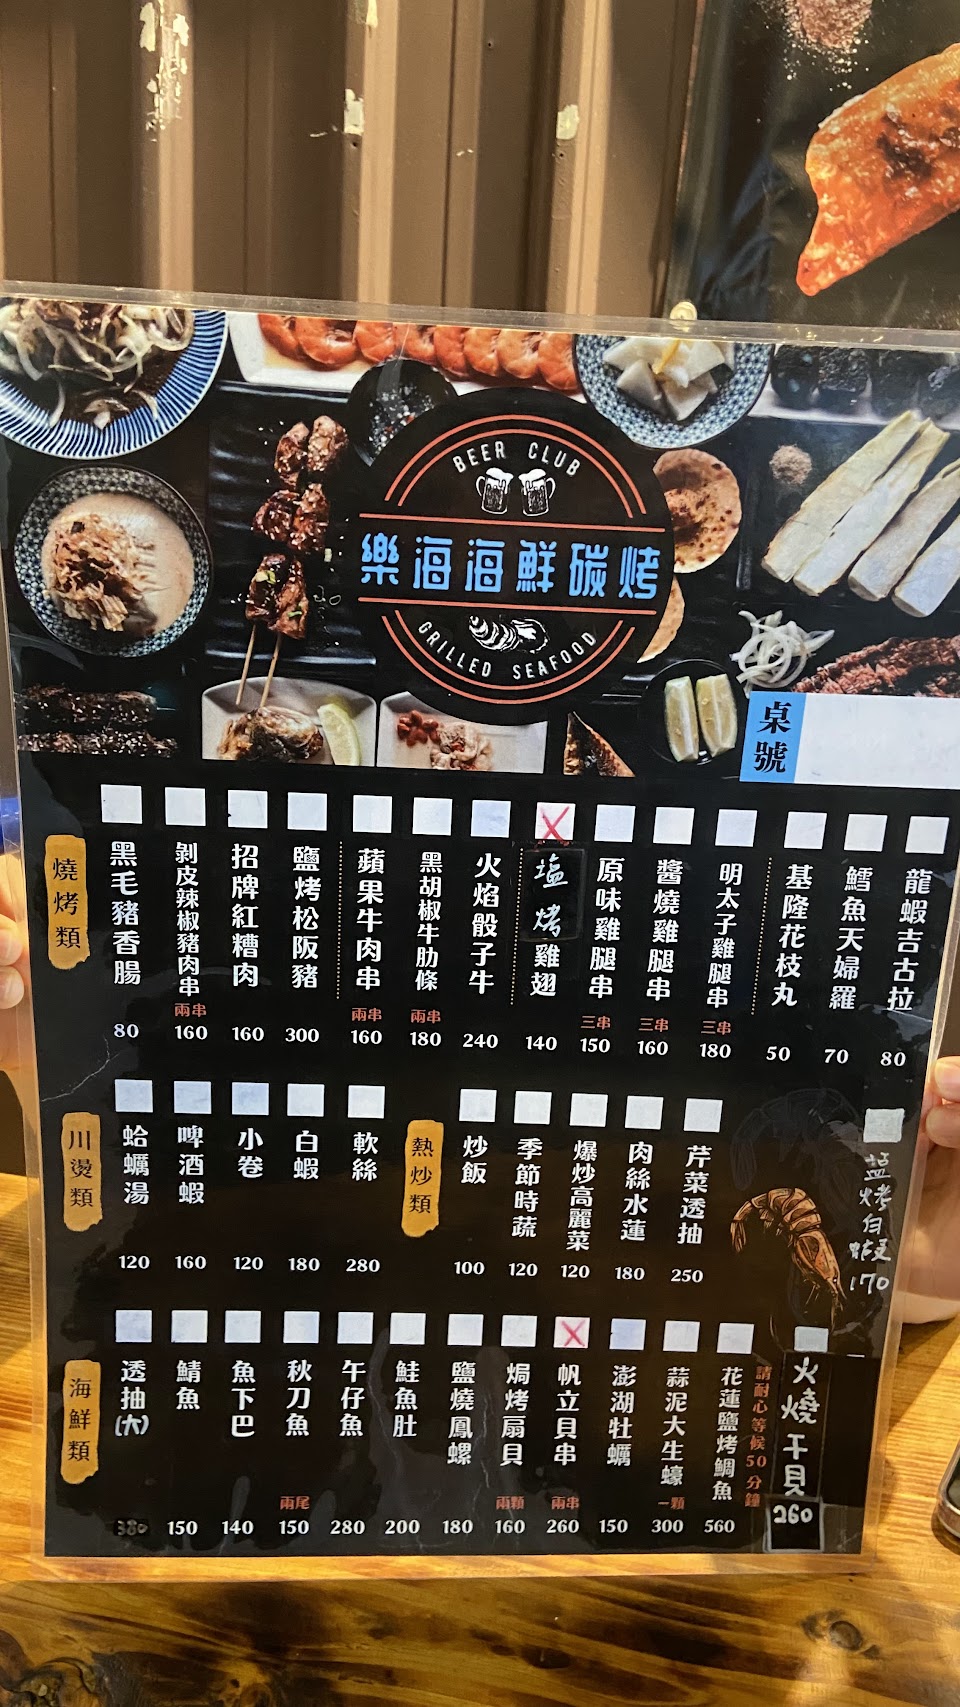 BEER CLUB
樂海海鮮碳烤
GRILLED SEAFOOD
桌號
燒烤類
黑毛豬香腸 80
剝皮辣椒豬肉串 兩串 160
招牌紅糟肉 160
鹽烤松阪豬 300
蘋果牛肉串 兩串 160
黑胡椒牛肋條 兩串 180
火焰骰子牛 240
塩烤雞翅 140
原味雞腿串 三串 150
醬燒雞腿串 三串 160
明太子雞腿串 三串 180
基隆花枝丸 50
鱈魚天婦羅 70
龍蝦吉古拉 80
川燙類
蛤蠣湯 120
啤酒蝦 160
小卷 120
白蝦 180
軟絲 280
熱炒類
炒飯 100
季節時蔬 120
爆炒高麗菜 120
肉絲水蓮 180
芹菜透抽 250
塩烤白蝦 170
海鮮類
透抽(大) 380
鯖魚 150
魚下巴 140
秋刀魚 兩尾 150
午仔魚 280
鮭魚肚 200
鹽燒鳳螺 180
焗烤扇貝 兩顆 160
帆立貝串 兩串 260
澎湖牡蠣 150
蒜泥大生蠔 一顆 300
花蓮鹽烤鯛魚 560
請耐心等候50分鐘
火燒干貝 260